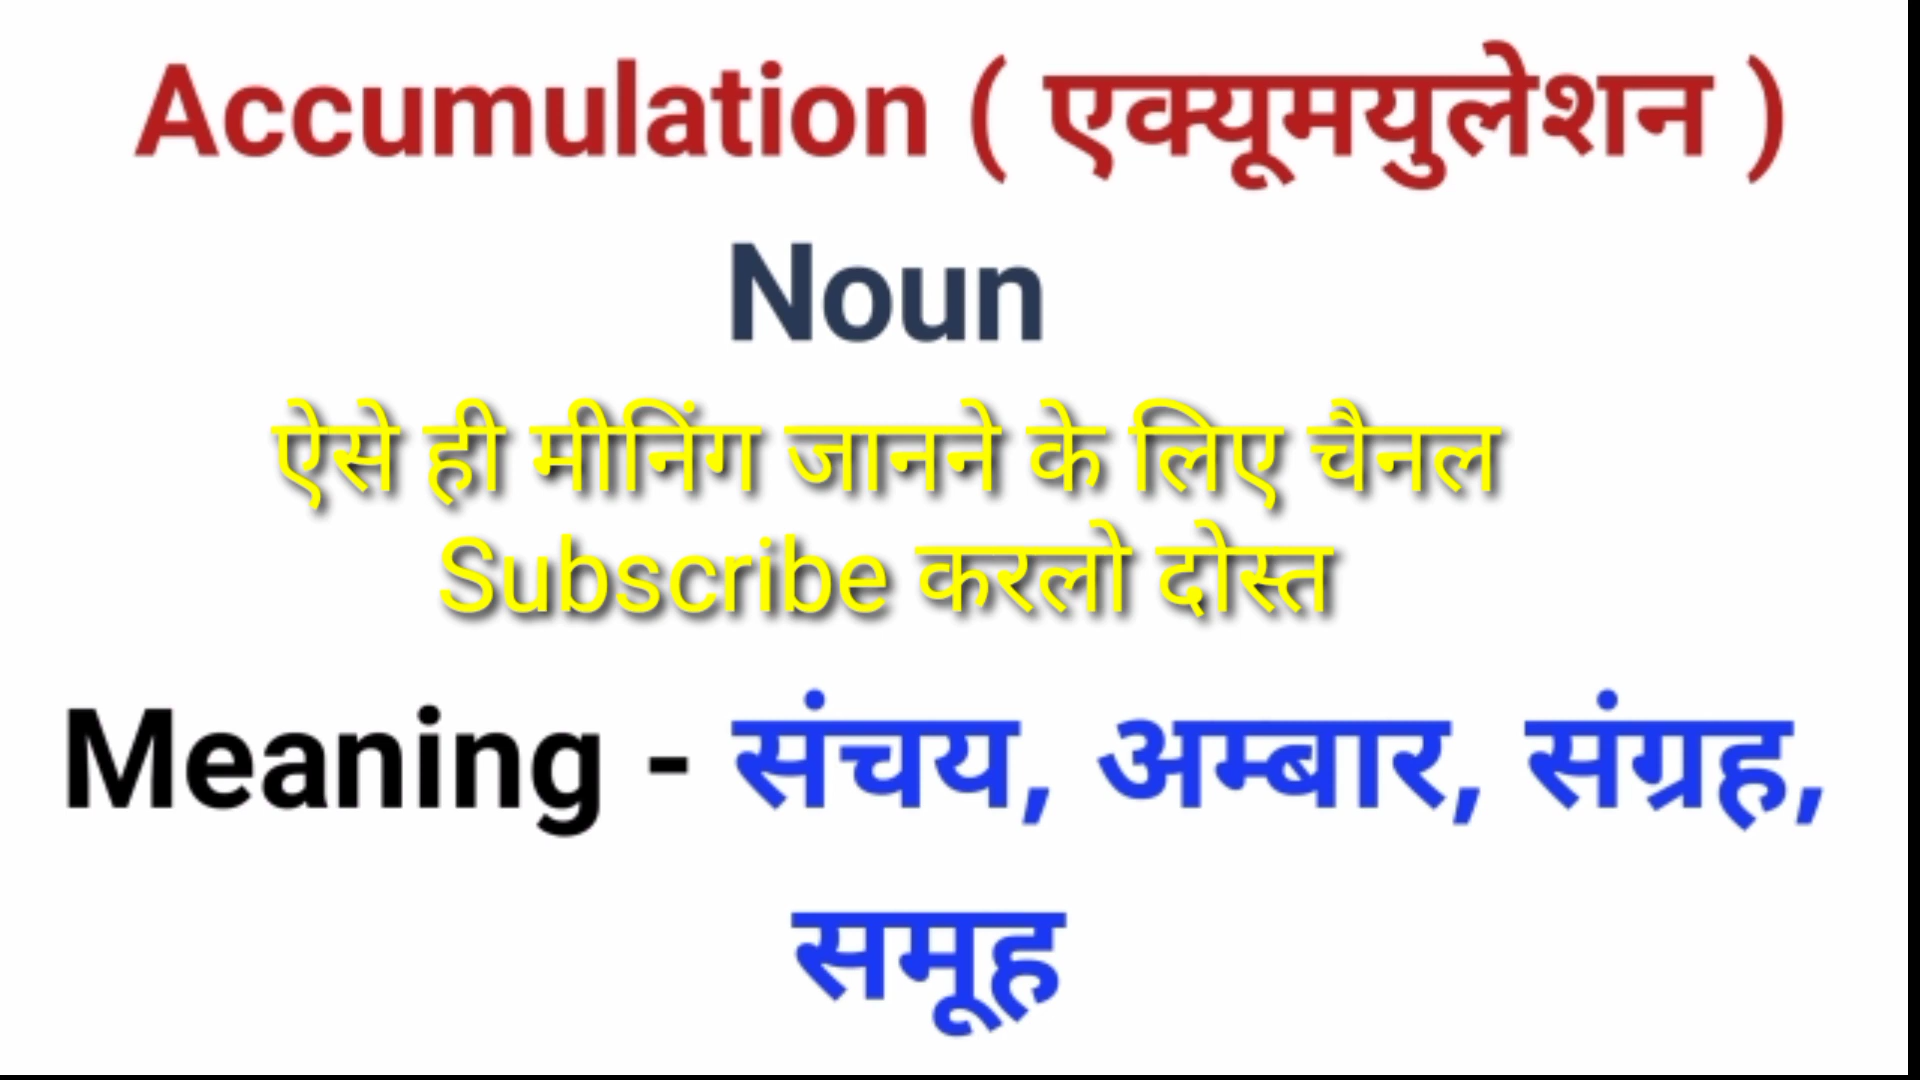 Accumulation ( एक्यूमयुलेशन )
Noun
ऐसे ही मीनिंग जानने के लिए चैनल
Subscribe करलो दोस्त
Meaning - संचय, अम्बार, संग्रह,
समूह